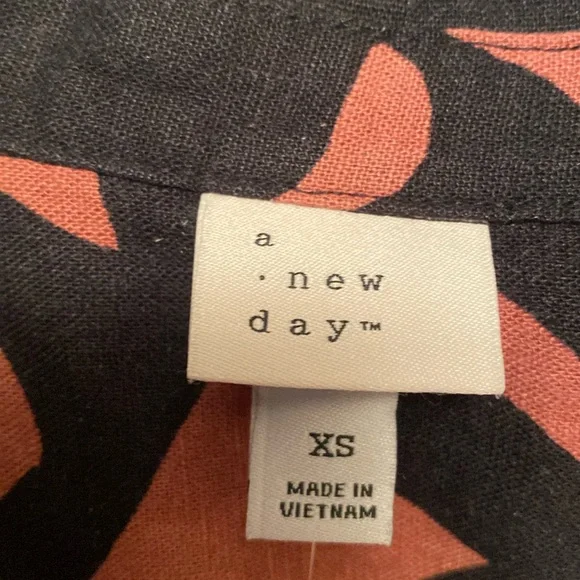 a
· new
day™
XS
MADE IN
VIETNAM